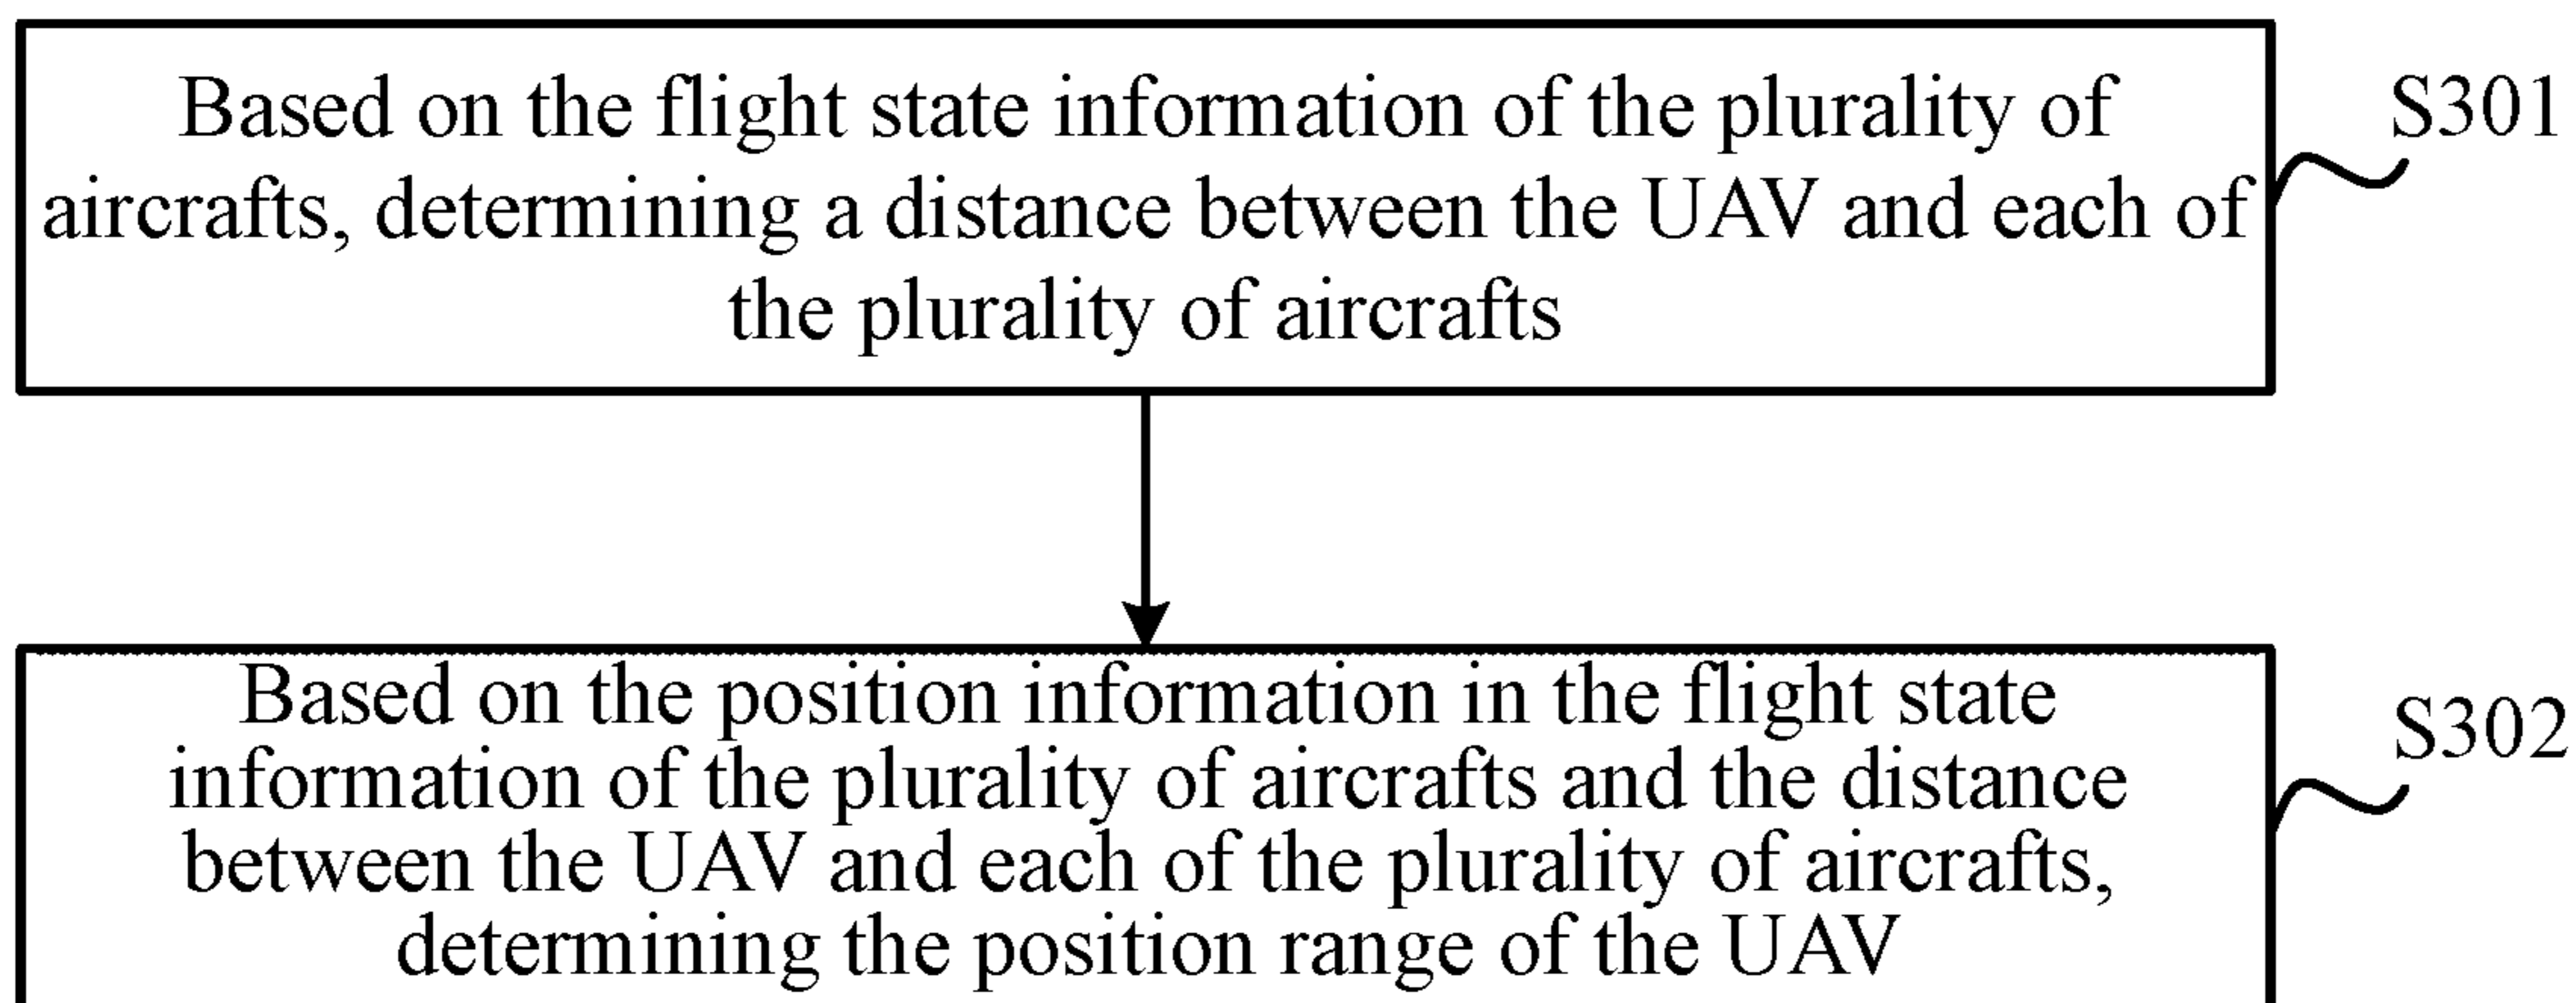 Based on the flight state information of the plurality of
aircrafts, determining a distance between the UAV and each of
the plurality of aircrafts
S301
Based on the position information in the flight state
information of the plurality of aircrafts and the distance
between the UAV and each of the plurality of aircrafts,
determining the position range of the UAV
S302